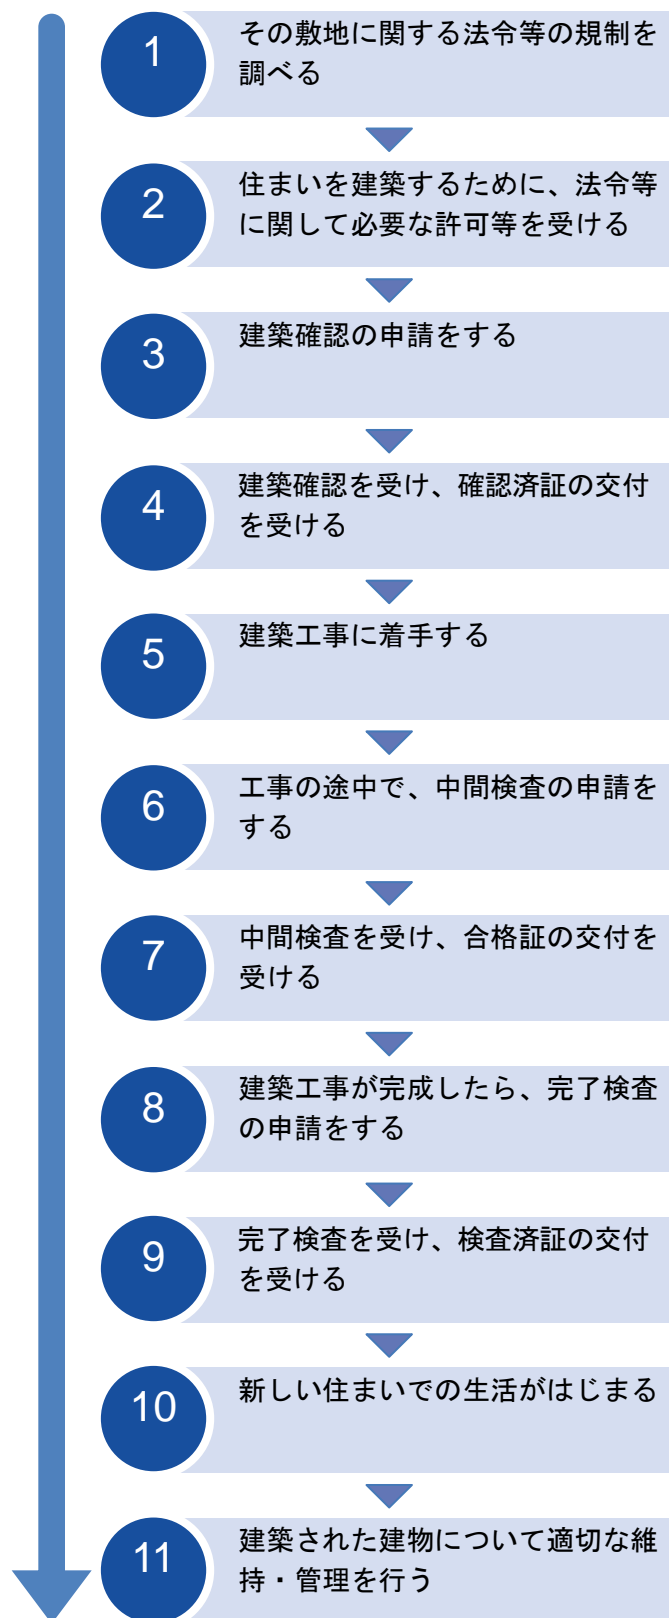 1
その敷地に関する法令等の規制を
調べる
2
住まいを建築するために、法令等
に関して必要な許可等を受ける
3
建築確認の申請をする
4
建築確認を受け、確認済証の交付
を受ける
5
建築工事に着手する
6
工事の途中で、中間検査の申請を
する
7
中間検査を受け、合格証の交付を
受ける
8
建築工事が完成したら、完了検査
の申請をする
9
完了検査を受け、検査済証の交付
を受ける
10
新しい住まいでの生活がはじまる
11
建築された建物について適切な維
持・管理を行う